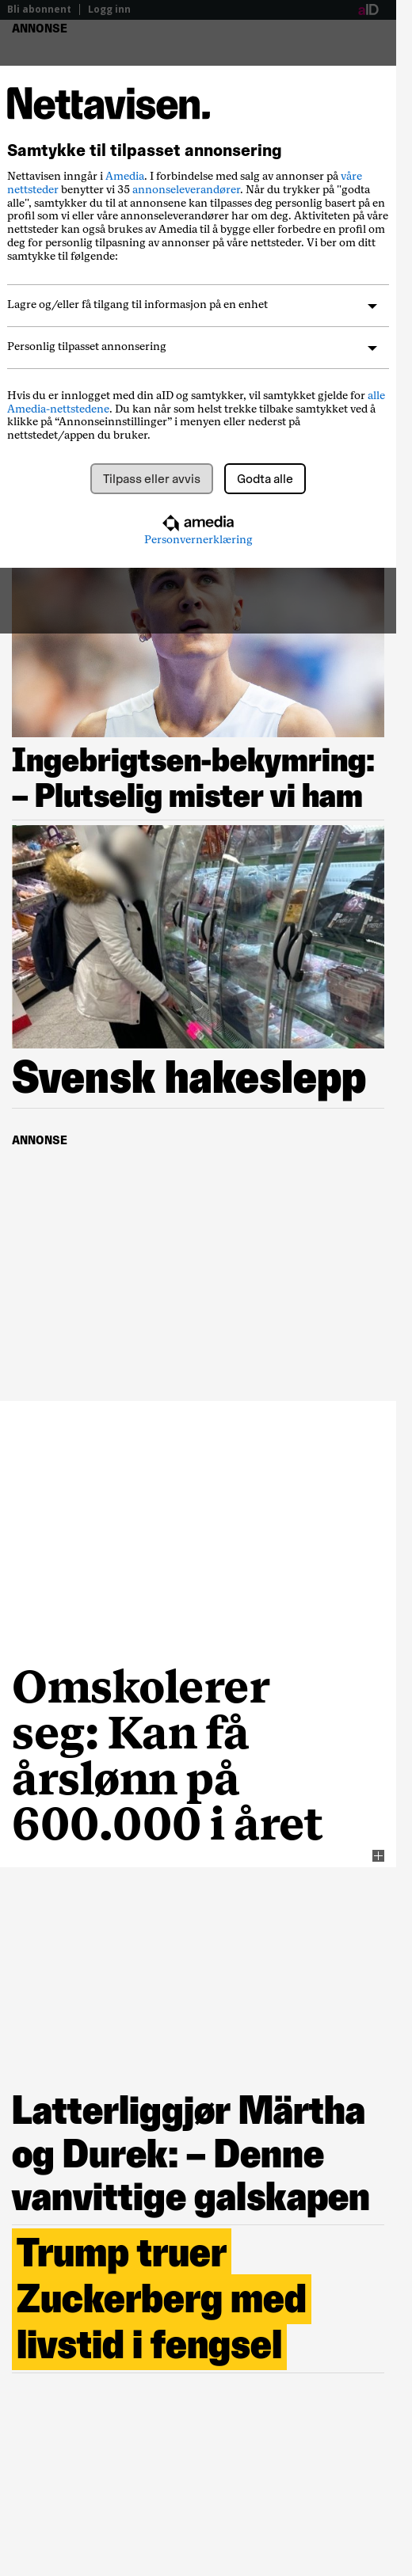 Bli abonnent | Logg inn
aID
ANNONSE
Nettavisen.
Samtykke til tilpasset annonsering
Nettavisen inngår i Amedia. I forbindelse med salg av annonser på våre
nettsteder benytter vi 35 annonseleverandører. Når du trykker på "godta
alle", samtykker du til at annonsene kan tilpasses deg personlig basert på en
profil som vi eller våre annonseleverandører har om deg. Aktiviteten på våre
nettsteder kan også brukes av Amedia til å bygge eller forbedre en profil om
deg for personlig tilpasning av annonser på våre nettsteder. Vi ber om ditt
samtykke til følgende:
Lagre og/eller få tilgang til informasjon på en enhet
Personlig tilpasset annonsering
Hvis du er innlogget med din aID og samtykker, vil samtykket gjelde for alle
Amedia-nettstedene. Du kan når som helst trekke tilbake samtykket ved å
klikke på “Annonseinnstillinger” i menyen eller nederst på
nettstedet/appen du bruker.
Tilpass eller avvis
Godta alle
amedia
Personvernerklæring
Ingebrigtsen-bekymring:
– Plutselig mister vi ham
Svensk hakeslepp
ANNONSE
Omskolerer
seg: Kan få
årslønn på
600.000 i året
Latterliggjør Märtha
og Durek: – Denne
vanvittige galskapen
Trump truer
Zuckerberg med
livstid i fengsel